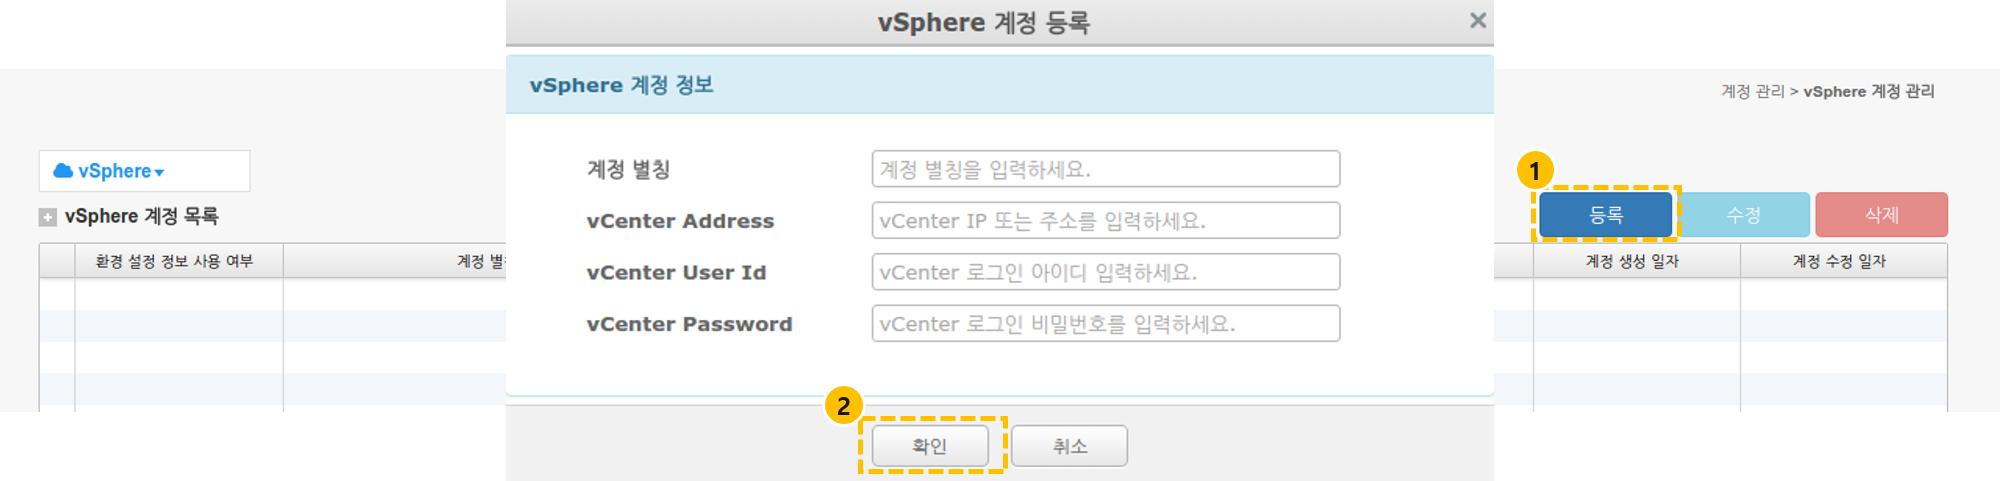 vSphere 계정 등록 ×
vSphere 계정 정보
계정 별칭 계정 별칭을 입력하세요.
vCenter Address vCenter IP 또는 주소를 입력하세요.
vCenter User Id vCenter 로그인 아이디 입력하세요.
vCenter Password vCenter 로그인 비밀번호를 입력하세요.
2
확인 취소
계정 관리 > vSphere 계정 관리
vSphere
vSphere 계정 목록
1
등록 수정 삭제
환경 설정 정보 사용 여부 계정 계정 생성 일자 계정 수정 일자